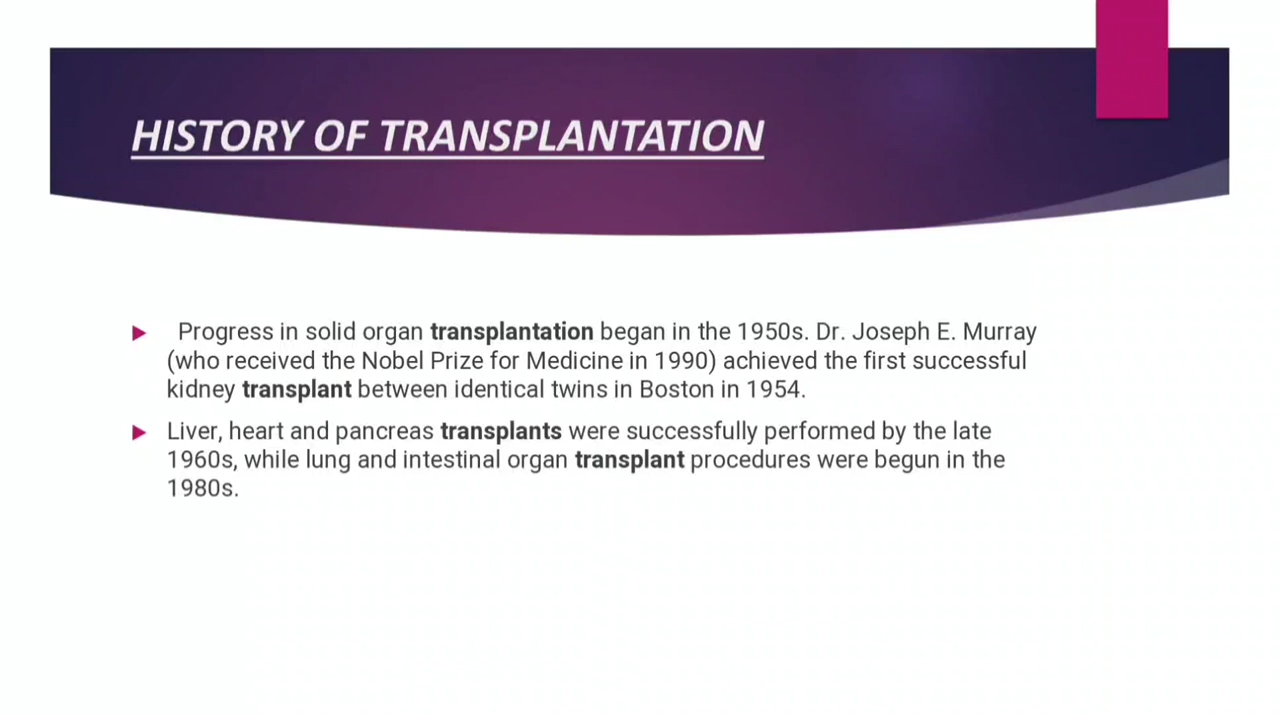 HISTORY OF TRANSPLANTATION
Progress in solid organ transplantation began in the 1950s. Dr. Joseph E. Murray
(who received the Nobel Prize for Medicine in 1990) achieved the first successful
kidney transplant between identical twins in Boston in 1954.
Liver, heart and pancreas transplants were successfully performed by the late
1960s, while lung and intestinal organ transplant procedures were begun in the
1980s.